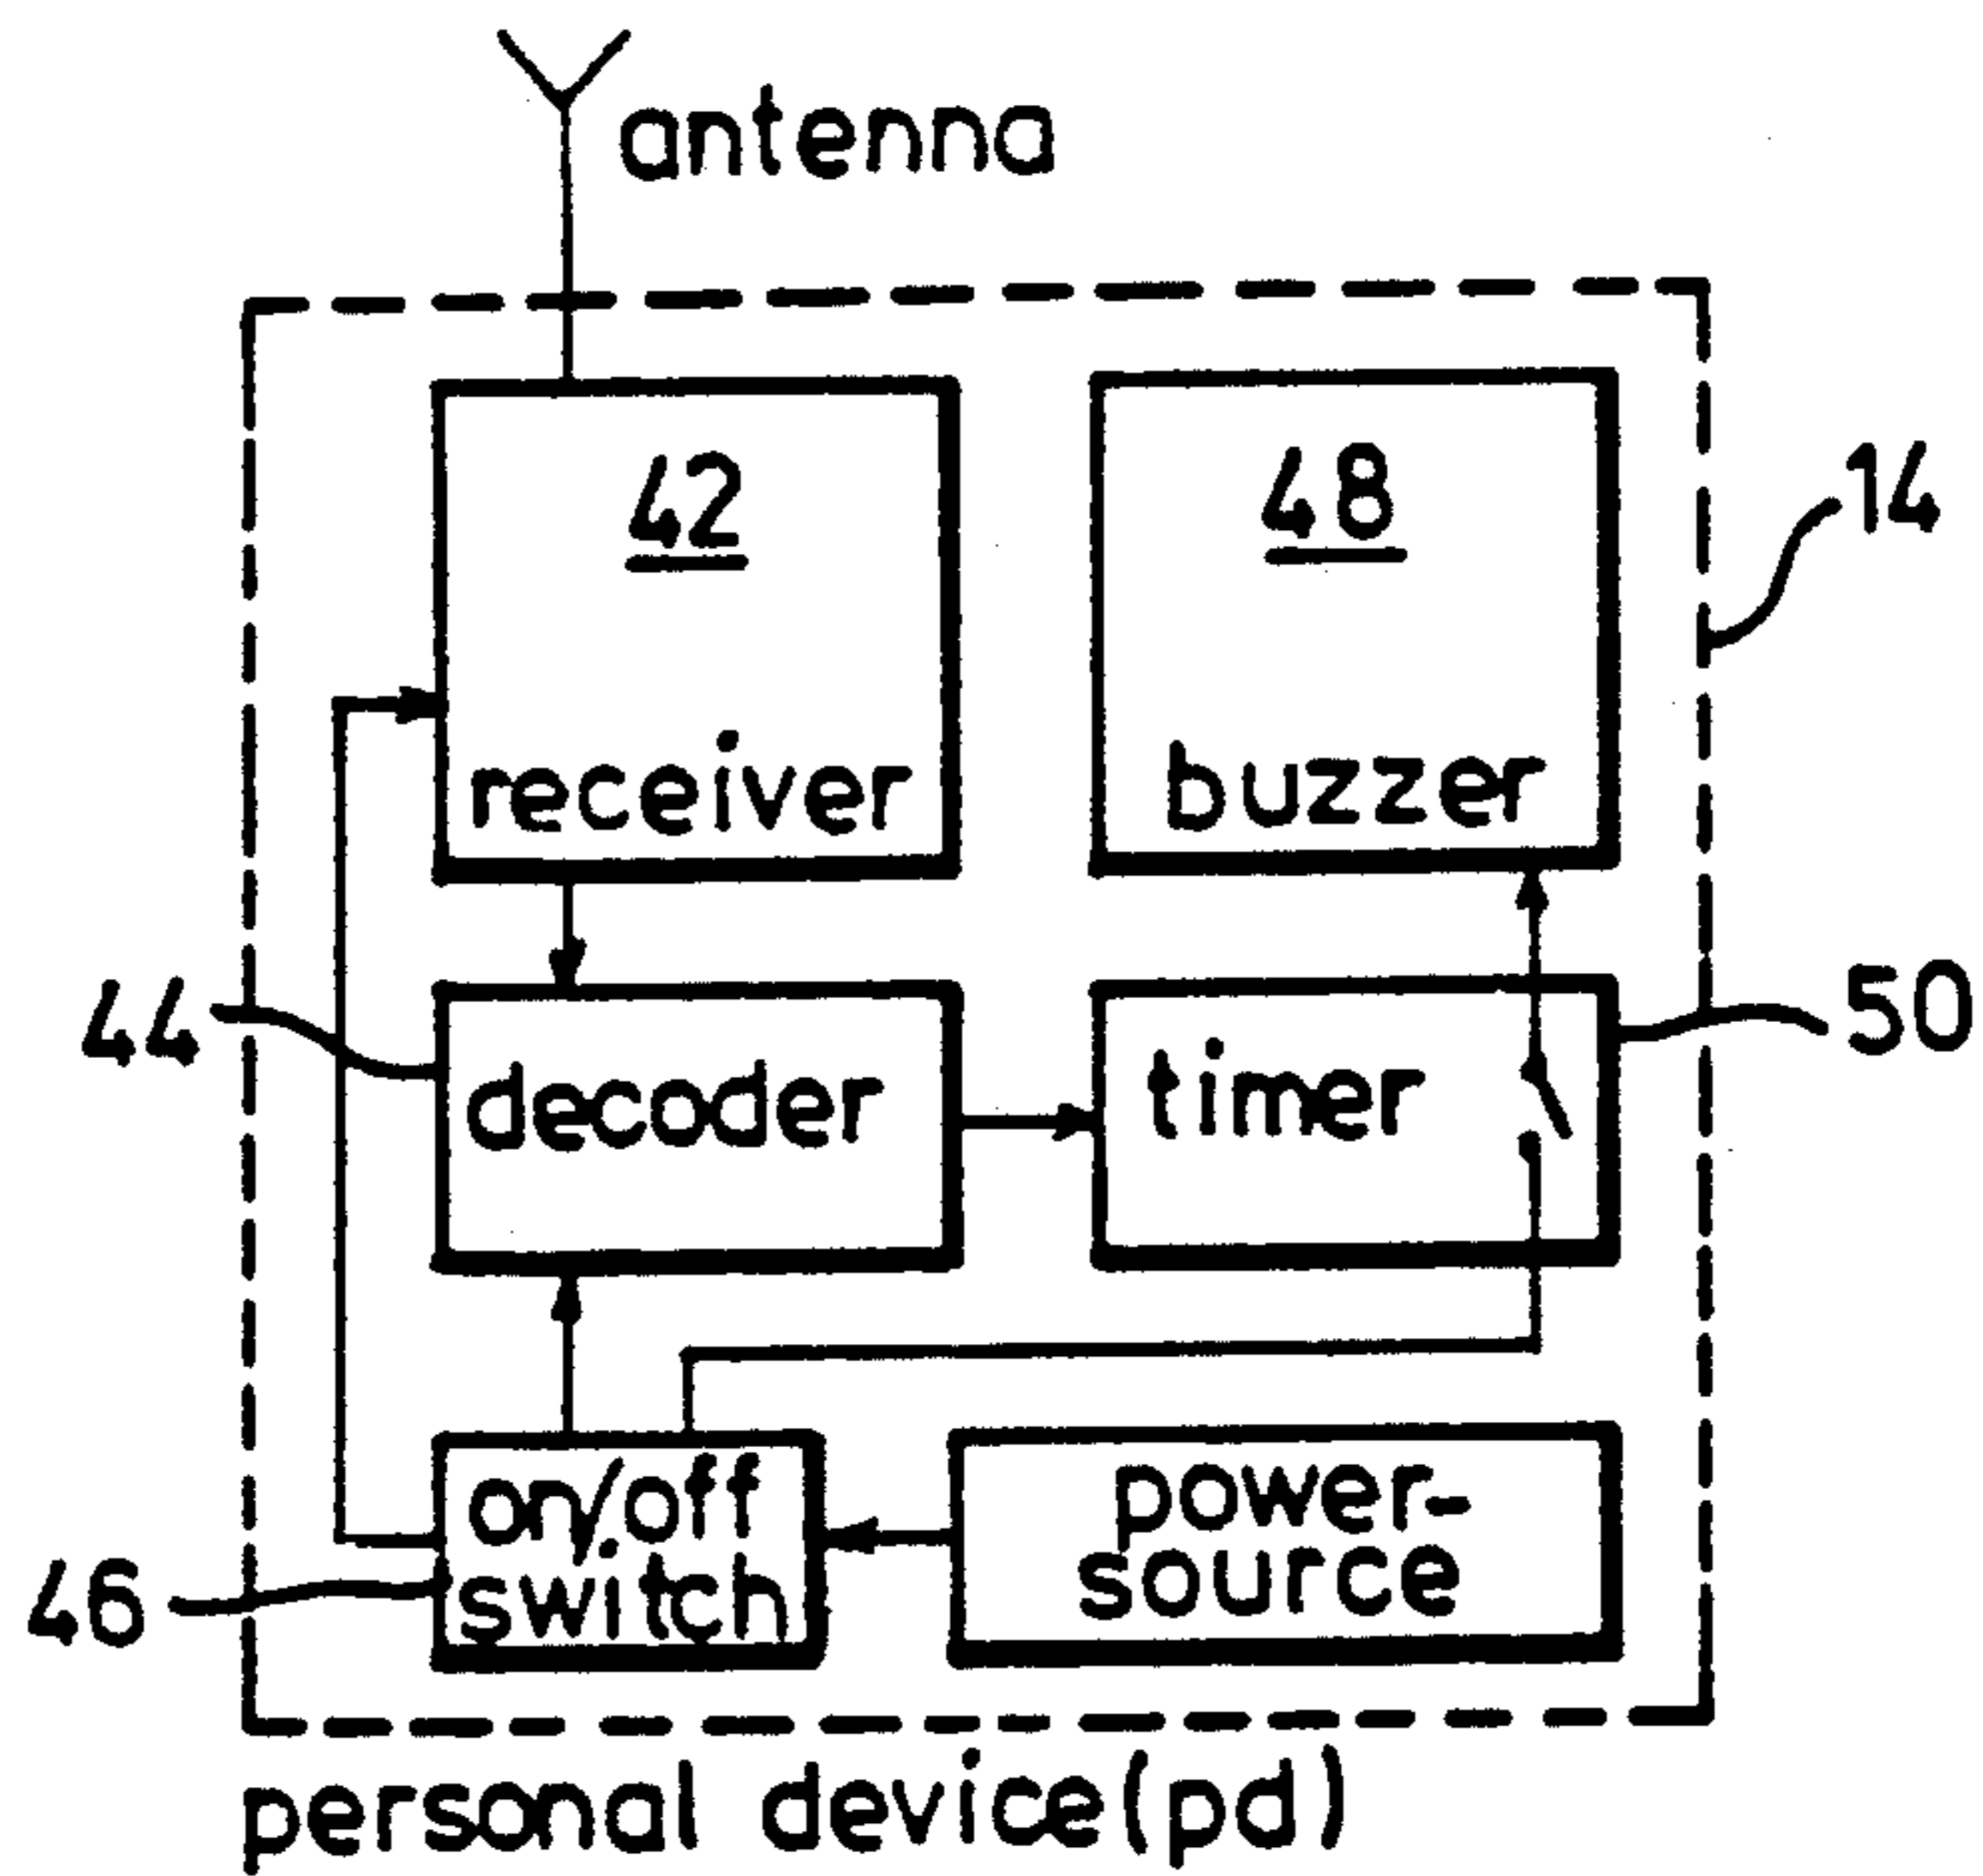 antenna
42
48
14
receiver
buzzer
44
50
decoder
timer
on/off
switch
power-
source
46
personal device(pd)